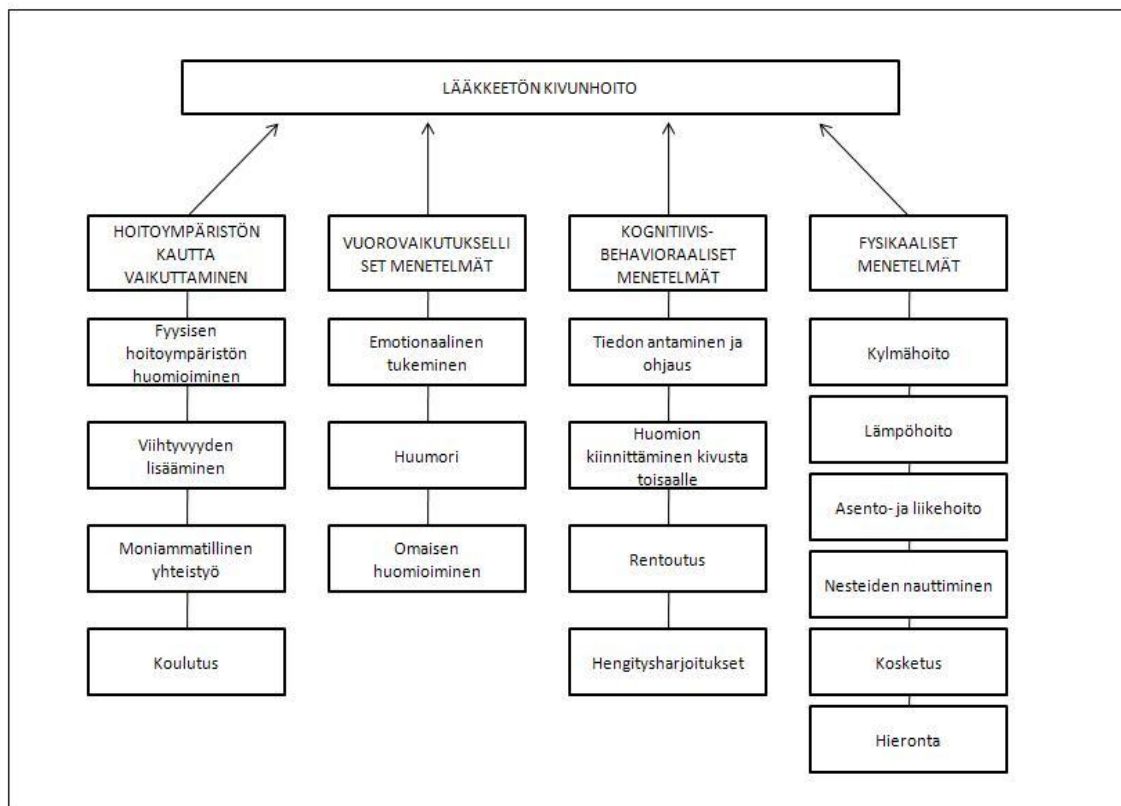 LÄÄKKEETÖN KIVUNHOITO
HOITOYMPÄRISTÖN
KAUTTA
VAIKUTTAMINEN
Fyysisen
hoitoympäristön
huomioiminen
Viihtyvyyden
lisääminen
Moniammatillinen
yhteistyö
Koulutus
VUOROVAIKUTUKSELLI
SET MENETELMÄT
Emotionaalinen
tukeminen
Huumori
Omaisen
huomioiminen
KOGNITIIVIS-
BEHAVIORAALISET
MENETELMÄT
Tiedon antaminen ja
ohjaus
Huomion
kiinnittäminen kivusta
toisaalle
Rentoutus
Hengitysharjoitukset
FYSIKAALISET
MENETELMÄT
Kylmähoito
Lämpöhoito
Asento- ja liikehoito
Nesteiden nauttiminen
Kosketus
Hieronta